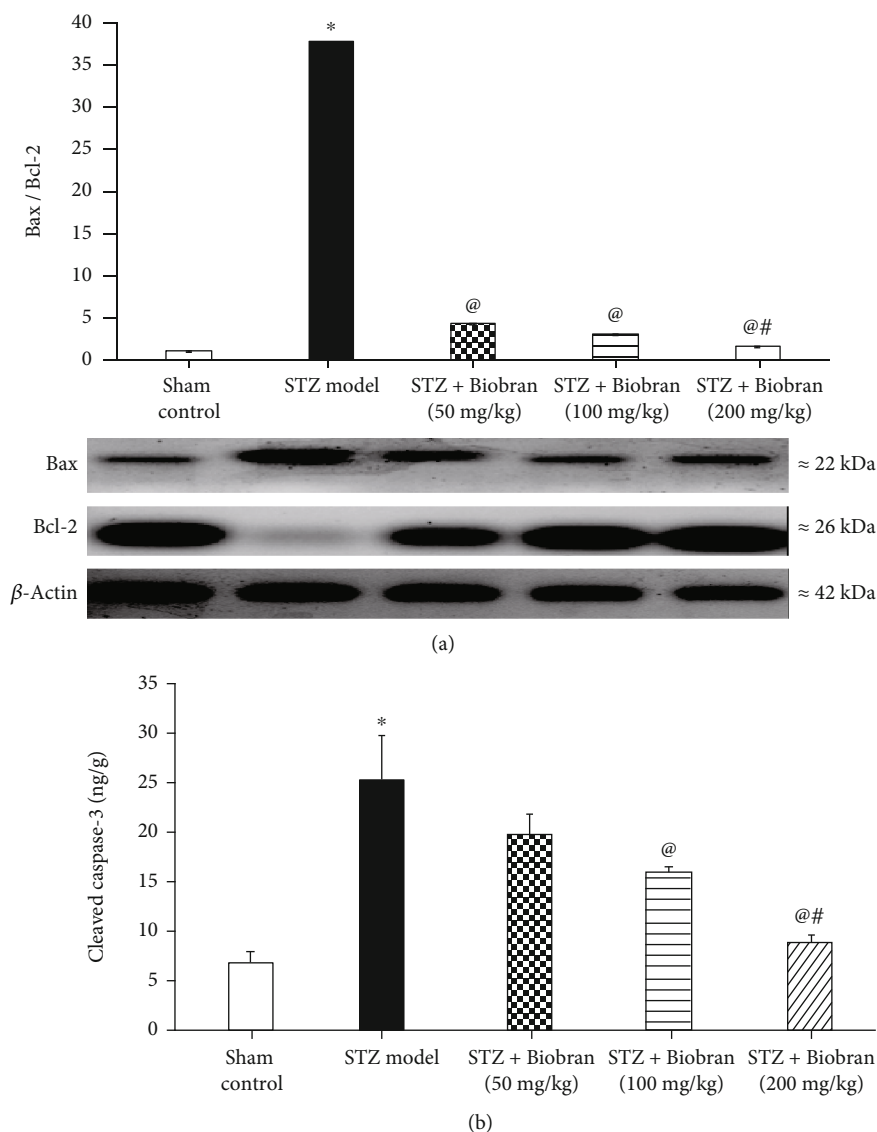 40
35
30
25
20
15
10
5
0
Bax / Bcl-2
*
@
@
@#
Sham control
STZ model
STZ + Biobran (50 mg/kg)
STZ + Biobran (100 mg/kg)
STZ + Biobran (200 mg/kg)
Bax ≈ 22 kDa
Bcl-2 ≈ 26 kDa
β-Actin ≈ 42 kDa
(a)
35
30
25
20
15
10
5
0
Cleaved caspase-3 (ng/g)
*
@
@#
Sham control
STZ model
STZ + Biobran (50 mg/kg)
STZ + Biobran (100 mg/kg)
STZ + Biobran (200 mg/kg)
(b)